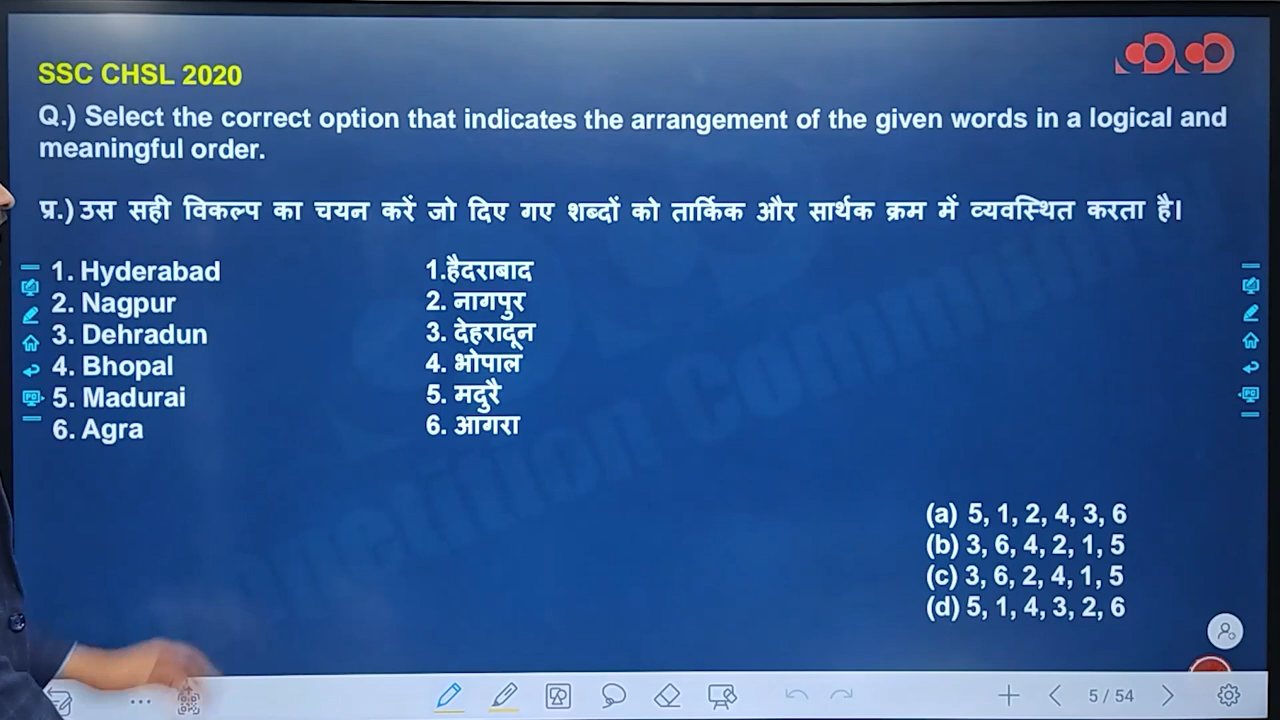 SSC CHSL 2020
Q.) Select the correct option that indicates the arrangement of the given words in a logical and
meaningful order.
प्र.) उस सही विकल्प का चयन करें जो दिए गए शब्दों को तार्किक और सार्थक क्रम में व्यवस्थित करता है।
1. Hyderabad
2. Nagpur
3. Dehradun
4. Bhopal
5. Madurai
6. Agra
1.हैदराबाद
2. नागपुर
3. देहरादून
4. भोपाल
5. मदुरै
6. आगरा
(a) 5, 1, 2, 4, 3, 6
(b) 3, 6, 4, 2, 1, 5
(c) 3, 6, 2, 4, 1, 5
(d) 5, 1, 4, 3, 2, 6
5 / 54